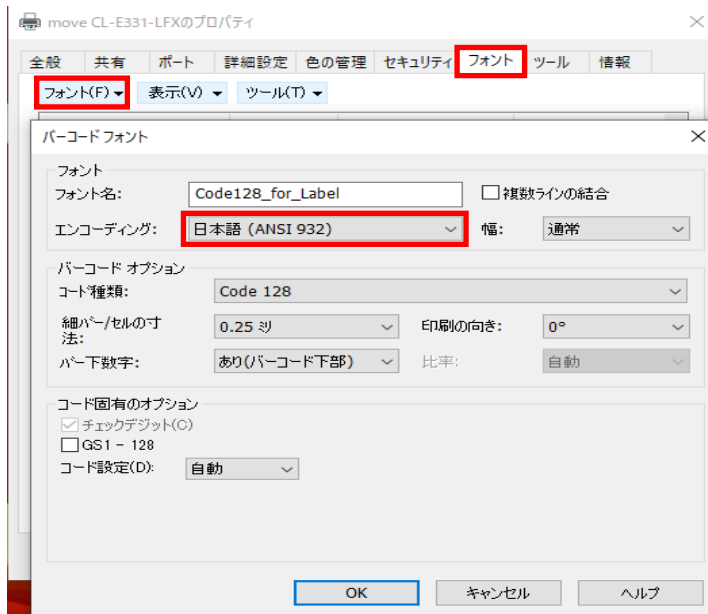 move CL-E331-LFXのプロパティ
全般 共有 ポート 詳細設定 色の管理 セキュリティ フォント ツール 情報
フォント(F) 表示(V) ツール(T)
バーコード フォント
フォント
フォント名: Code128_for_Label 複数ラインの結合
エンコーディング: 日本語 (ANSI 932) 幅: 通常
バーコード オプション
コード種類: Code 128
細バー/セルの寸法: 0.25 ミリ 印刷の向き: 0°
バー下数字: あり(バーコード下部) 比率: 自動
コード固有のオプション
チェックデジット(C)
GS1 - 128
コード設定(D): 自動
OK キャンセル ヘルプ